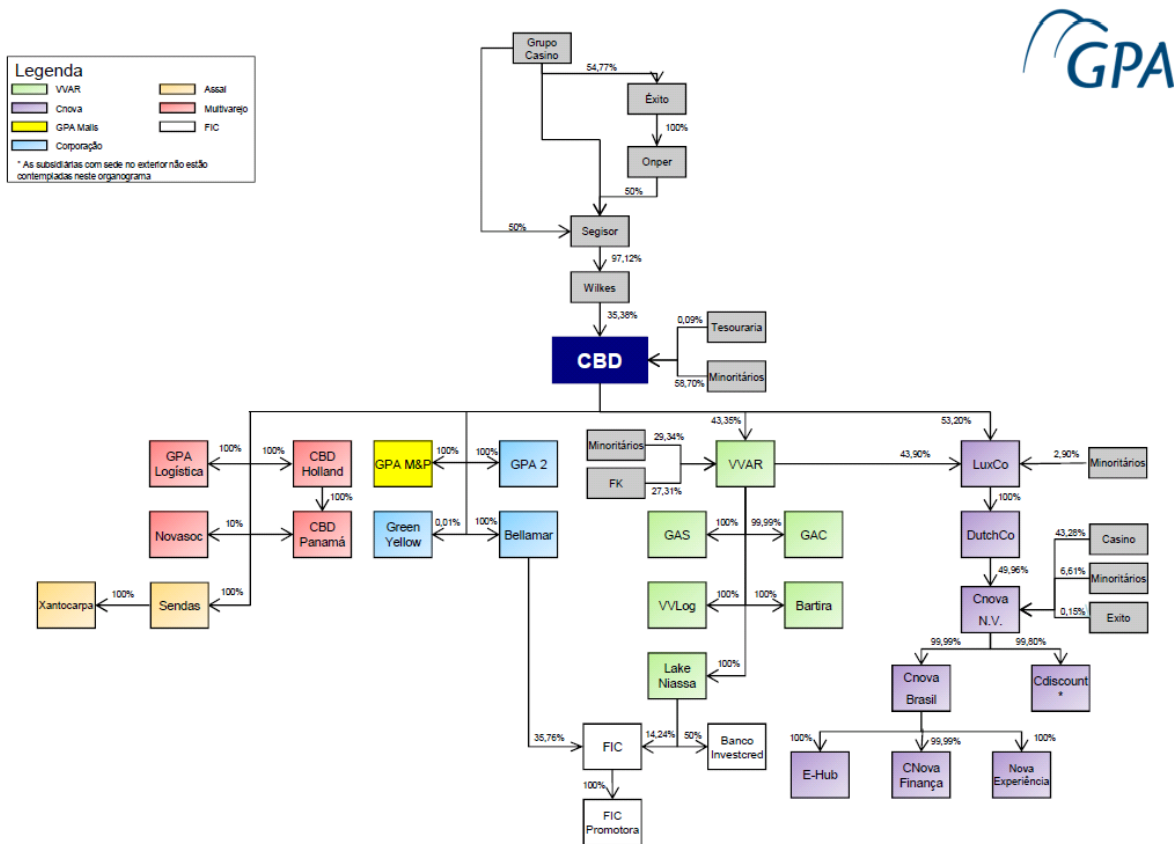 GPA
Legenda
VVAR
Assai
Cnova
Multivarejo
GPA Malls
FIC
Corporação
* As subsidiárias com sede no exterior não estão
contempladas neste organograma
Grupo
Casino
54,77%
Éxito
100%
Onper
50%
50%
Segisor
97,12%
Wilkes
35,38%
0,09%
Tesouraria
CBD
58,70%
Minoritários
43,35%
53,20%
GPA
Logística
100%
100%
CBD
Holland
GPA M&P
100%
100%
GPA 2
Minoritários
29,34%
FK
27,31%
VVAR
43,90%
LuxCo
2,90%
Minoritários
100%
100%
Novasoc
10%
CBD
Panamá
Green
Yellow
0,01%
100%
Bellamar
GAS
100%
99,99%
GAC
DutchCo
43,28%
Casino
49,96%
6,61%
Minoritários
0,15%
Exito
Xantocarpa
100%
Sendas
100%
VVLog
100%
100%
Bartira
Cnova
N.V.
99,99%
99,80%
Lake
Niassa
100%
Cnova
Brasil
Cdiscount
*
35,76%
FIC
14,24%
50%
Banco
Investcred
100%
99,99%
100%
E-Hub
CNova
Finança
Nova
Experiência
100%
FIC
Promotora